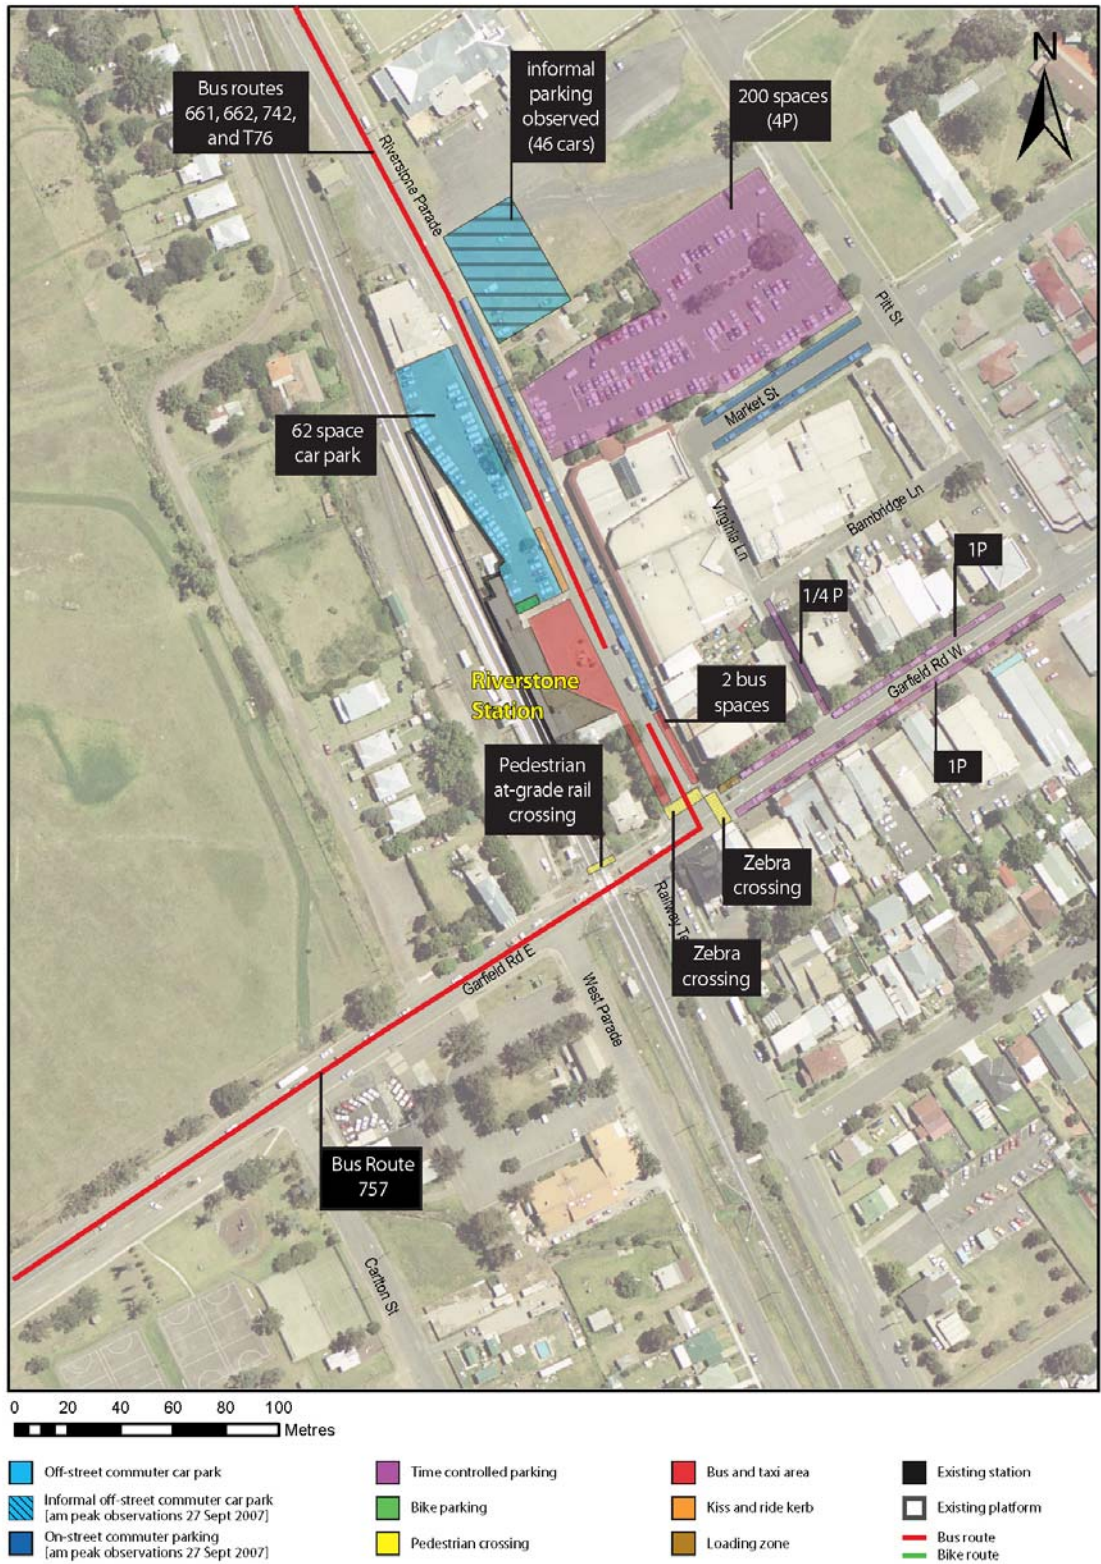 N
Bus routes
661, 662, 742,
and T76
informal
parking
observed
(46 cars)
200 spaces
(4P)
Riverstone Parade
Pitt St
62 space
car park
Market St
Virginia Ln
Bambridge Ln
1P
1/4 P
Garfield Rd W
Riverstone
Station
2 bus
spaces
1P
Pedestrian
at-grade rail
crossing
Zebra
crossing
Railway Te
Zebra
crossing
Garfield Rd E
West Parade
Bus Route
757
Carlton St
0 20 40 60 80 100
Metres
Off-street commuter car park
Informal off-street commuter car park
[am peak observations 27 Sept 2007]
On-street commuter parking
[am peak observations 27 Sept 2007]
Time controlled parking
Bike parking
Pedestrian crossing
Bus and taxi area
Kiss and ride kerb
Loading zone
Existing station
Existing platform
Bus route
Bike route